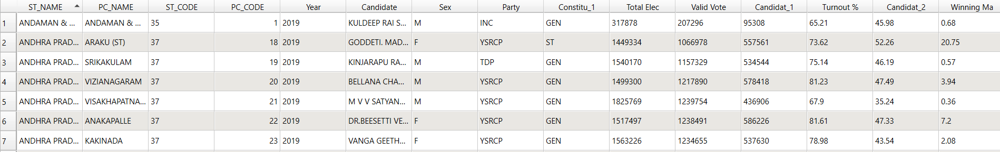 ST_NAME PC_NAME ST_CODE PC_CODE Year Candidate Sex Party Constitu_1 Total Elec Valid Vote Candidat_1 Turnout % Candidat_2 Winning Ma
1 ANDAMAN & ... ANDAMAN & ... 35 1 2019 KULDEEP RAI S... M INC GEN 317878 207296 95308 65.21 45.98 0.68
2 ANDHRA PRAD... ARAKU (ST) 37 18 2019 GODDETI. MAD... F YSRCP ST 1449334 1066978 557561 73.62 52.26 20.75
3 ANDHRA PRAD... SRIKAKULAM 37 19 2019 KINJARAPU RA... M TDP GEN 1540170 1157329 534544 75.14 46.19 0.57
4 ANDHRA PRAD... VIZIANAGARAM 37 20 2019 BELLANA CHA... M YSRCP GEN 1499300 1217890 578418 81.23 47.49 3.94
5 ANDHRA PRAD... VISAKHAPATNA... 37 21 2019 M V V SATYAN... M YSRCP GEN 1825769 1239754 436906 67.9 35.24 0.36
6 ANDHRA PRAD... ANAKAPALLE 37 22 2019 DR.BEESETTI VE... F YSRCP GEN 1517497 1238491 586226 81.61 47.33 7.2
7 ANDHRA PRAD... KAKINADA 37 23 2019 VANGA GEETH... F YSRCP GEN 1563226 1234655 537630 78.98 43.54 2.08